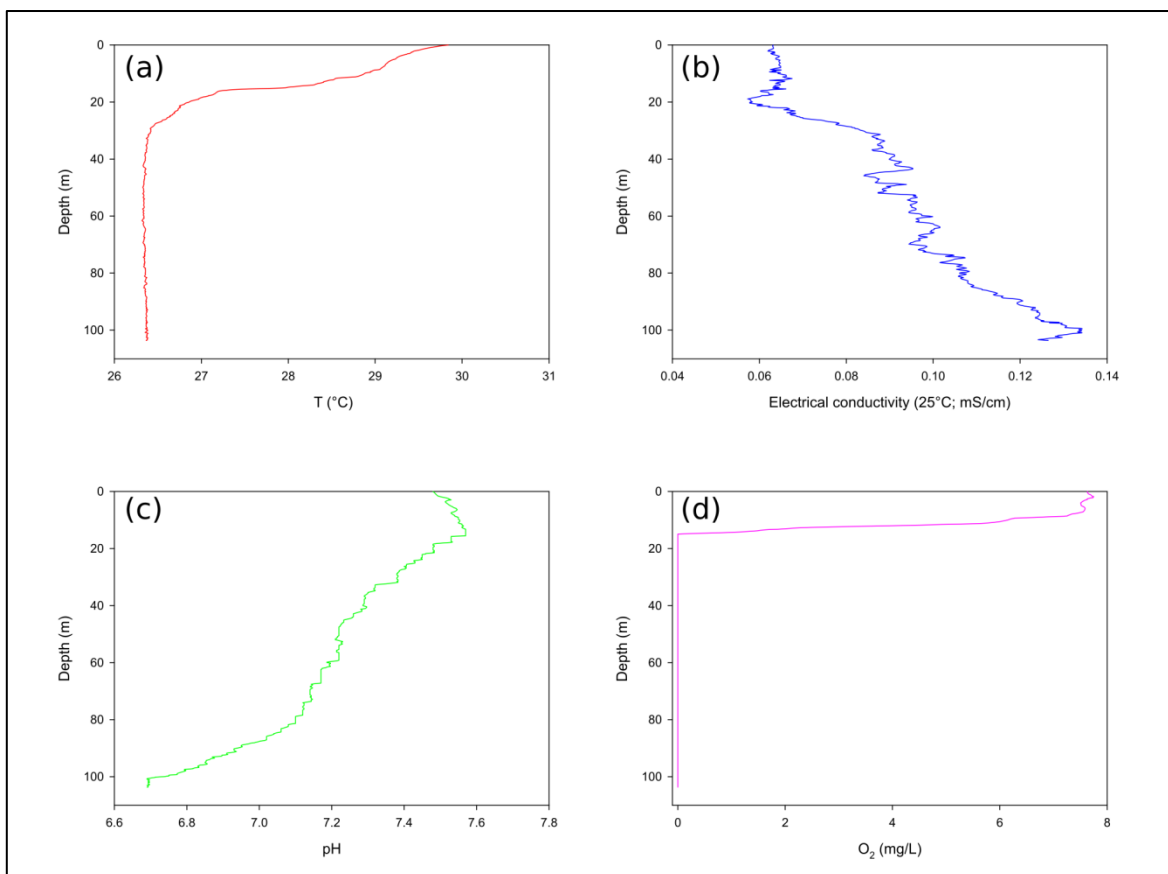 (a)
0
20
40
60
80
100
Depth (m)
26 27 28 29 30 31
T (°C)
(b)
0
20
40
60
80
100
Depth (m)
0.04 0.06 0.08 0.10 0.12 0.14
Electrical conductivity (25°C; mS/cm)
(c)
0
20
40
60
80
100
Depth (m)
6.6 6.8 7.0 7.2 7.4 7.6 7.8
pH
(d)
0
20
40
60
80
100
Depth (m)
0 2 4 6 8
O₂ (mg/L)